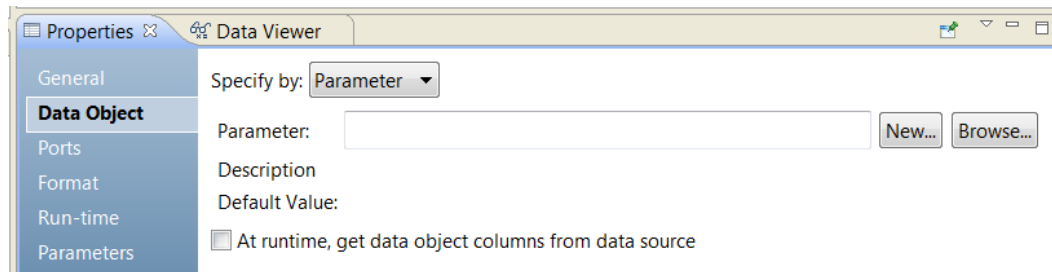 Properties Data Viewer
General
Data Object
Ports
Format
Run-time
Parameters
Specify by: Parameter
Parameter: New... Browse...
Description
Default Value:
At runtime, get data object columns from data source